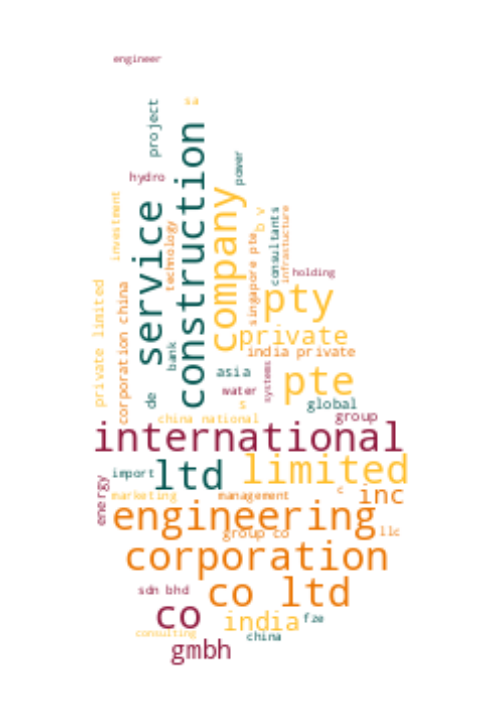 engineer
project
sa
construction
power
hydro
service
company
investment
technology
b v
consultants
infrastucture
singapore pte
holding
pty
private limited
corporation china
private
india private
bank
asia
systems
pte
de
water
s
global
china national
group
international
import
ltd
limited
energy
marketing
management
c
inc
engineering
group co
llc
corporation
sdn bhd
co ltd
co
india
fze
consulting
china
gmbh